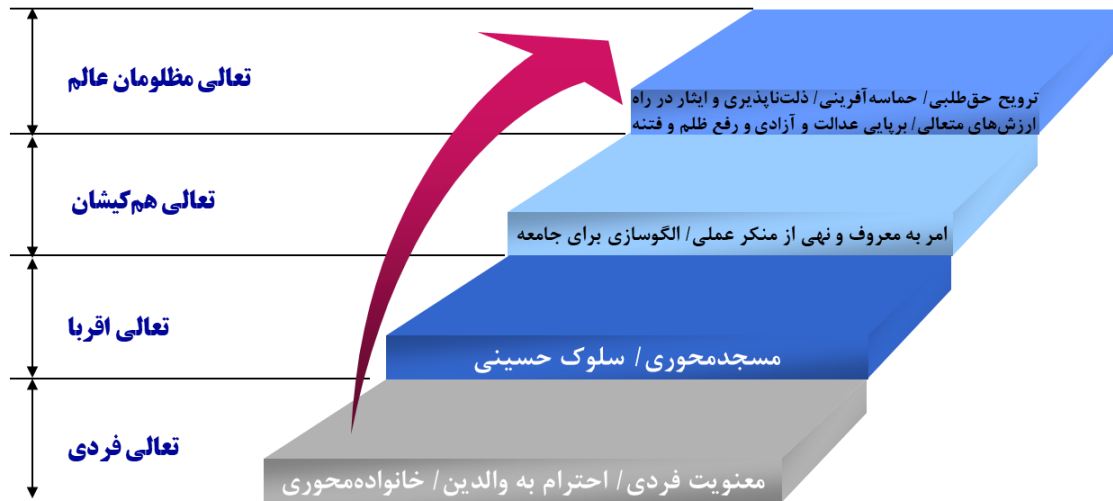 تعالی مظلومان عالم
ترویج حق‌طلبی/ حماسه‌آفرینی/ ذلت‌ناپذیری و ایثار در راه
ارزش‌های متعالی/ برپایی عدالت و آزادی و رفع ظلم و فتنه
تعالی هم‌کیشان
امر به معروف و نهی از منکر عملی/ الگوسازی برای جامعه
تعالی اقربا
مسجدمحوری/ سلوک حسینی
تعالی فردی
معنویت فردی/ احترام به والدین/ خانواده‌محوری